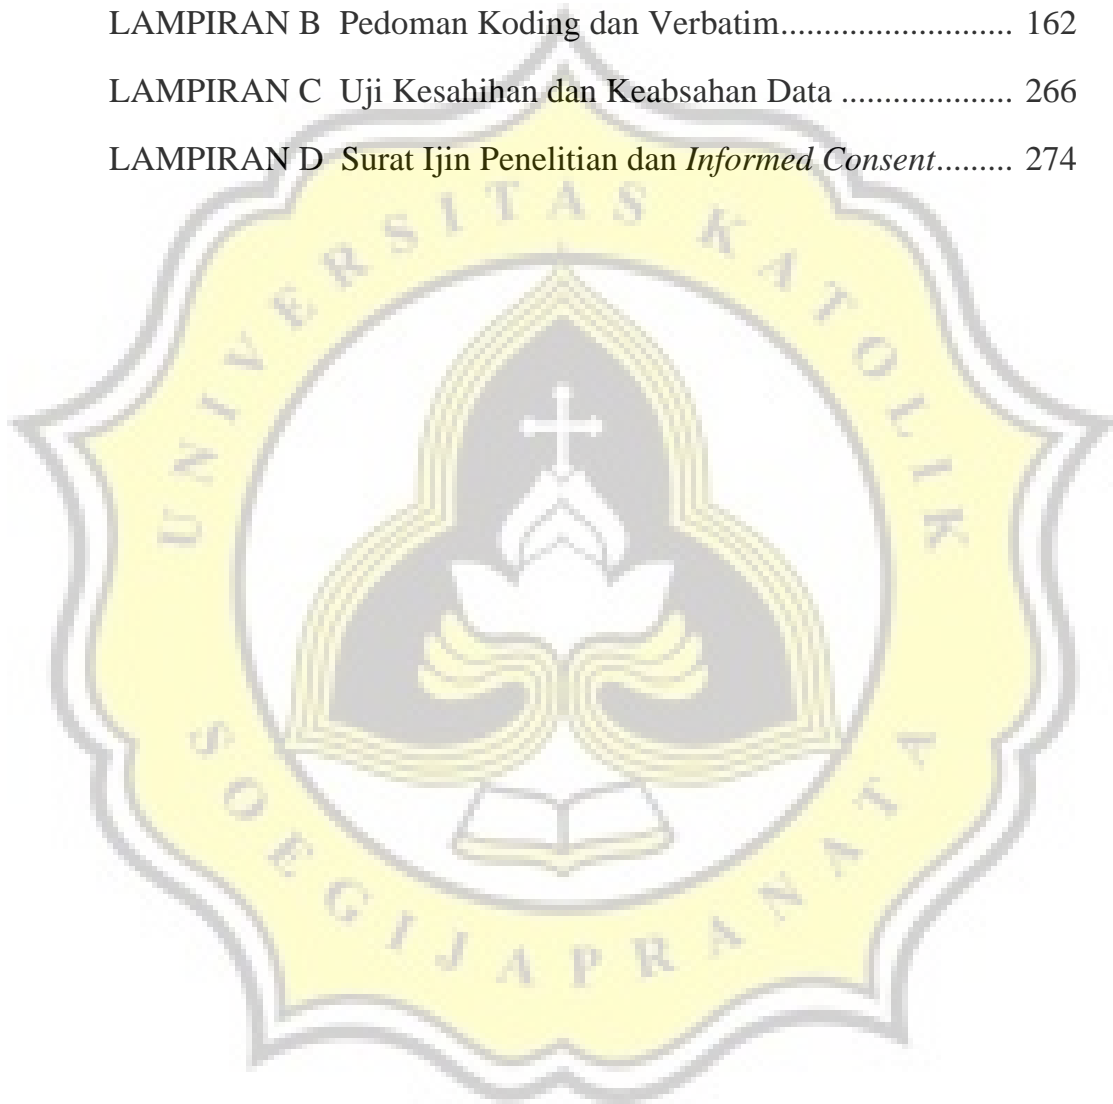 LAMPIRAN B  Pedoman Koding dan Verbatim.......................... 162
LAMPIRAN C  Uji Kesahihan dan Keabsahan Data .................... 266
LAMPIRAN D  Surat Ijin Penelitian dan Informed Consent......... 274
UNIVERSITAS KATOLIK
SOEGIJAPRANATA